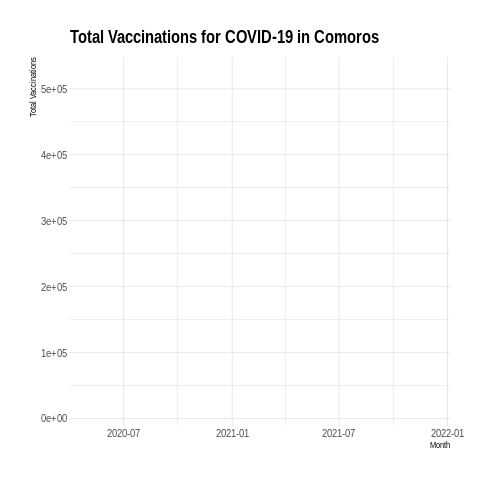 Total Vaccinations for COVID-19 in Comoros
Total Vaccinations
5e+05
4e+05
3e+05
2e+05
1e+05
0e+00
2020-07 2021-01 2021-07 2022-01
Month